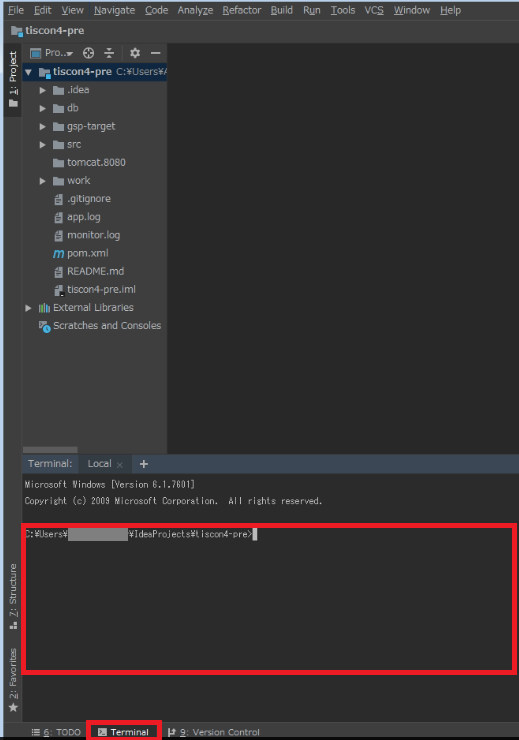 File Edit View Navigate Code Analyze Refactor Build Run Tools VCS Window Help
tiscon4-pre
1: Project
Pro..
tiscon4-pre C:¥Users¥A
.idea
db
gsp-target
src
tomcat.8080
work
.gitignore
app.log
monitor.log
pom.xml
README.md
tiscon4-pre.iml
External Libraries
Scratches and Consoles
Terminal: Local × +
Microsoft Windows [Version 6.1.7601]
Copyright (c) 2009 Microsoft Corporation. All rights reserved.
C:¥Users¥ ¥IdeaProjects¥tiscon4-pre>
7: Structure
2: Favorites
6: TODO Terminal 9: Version Control